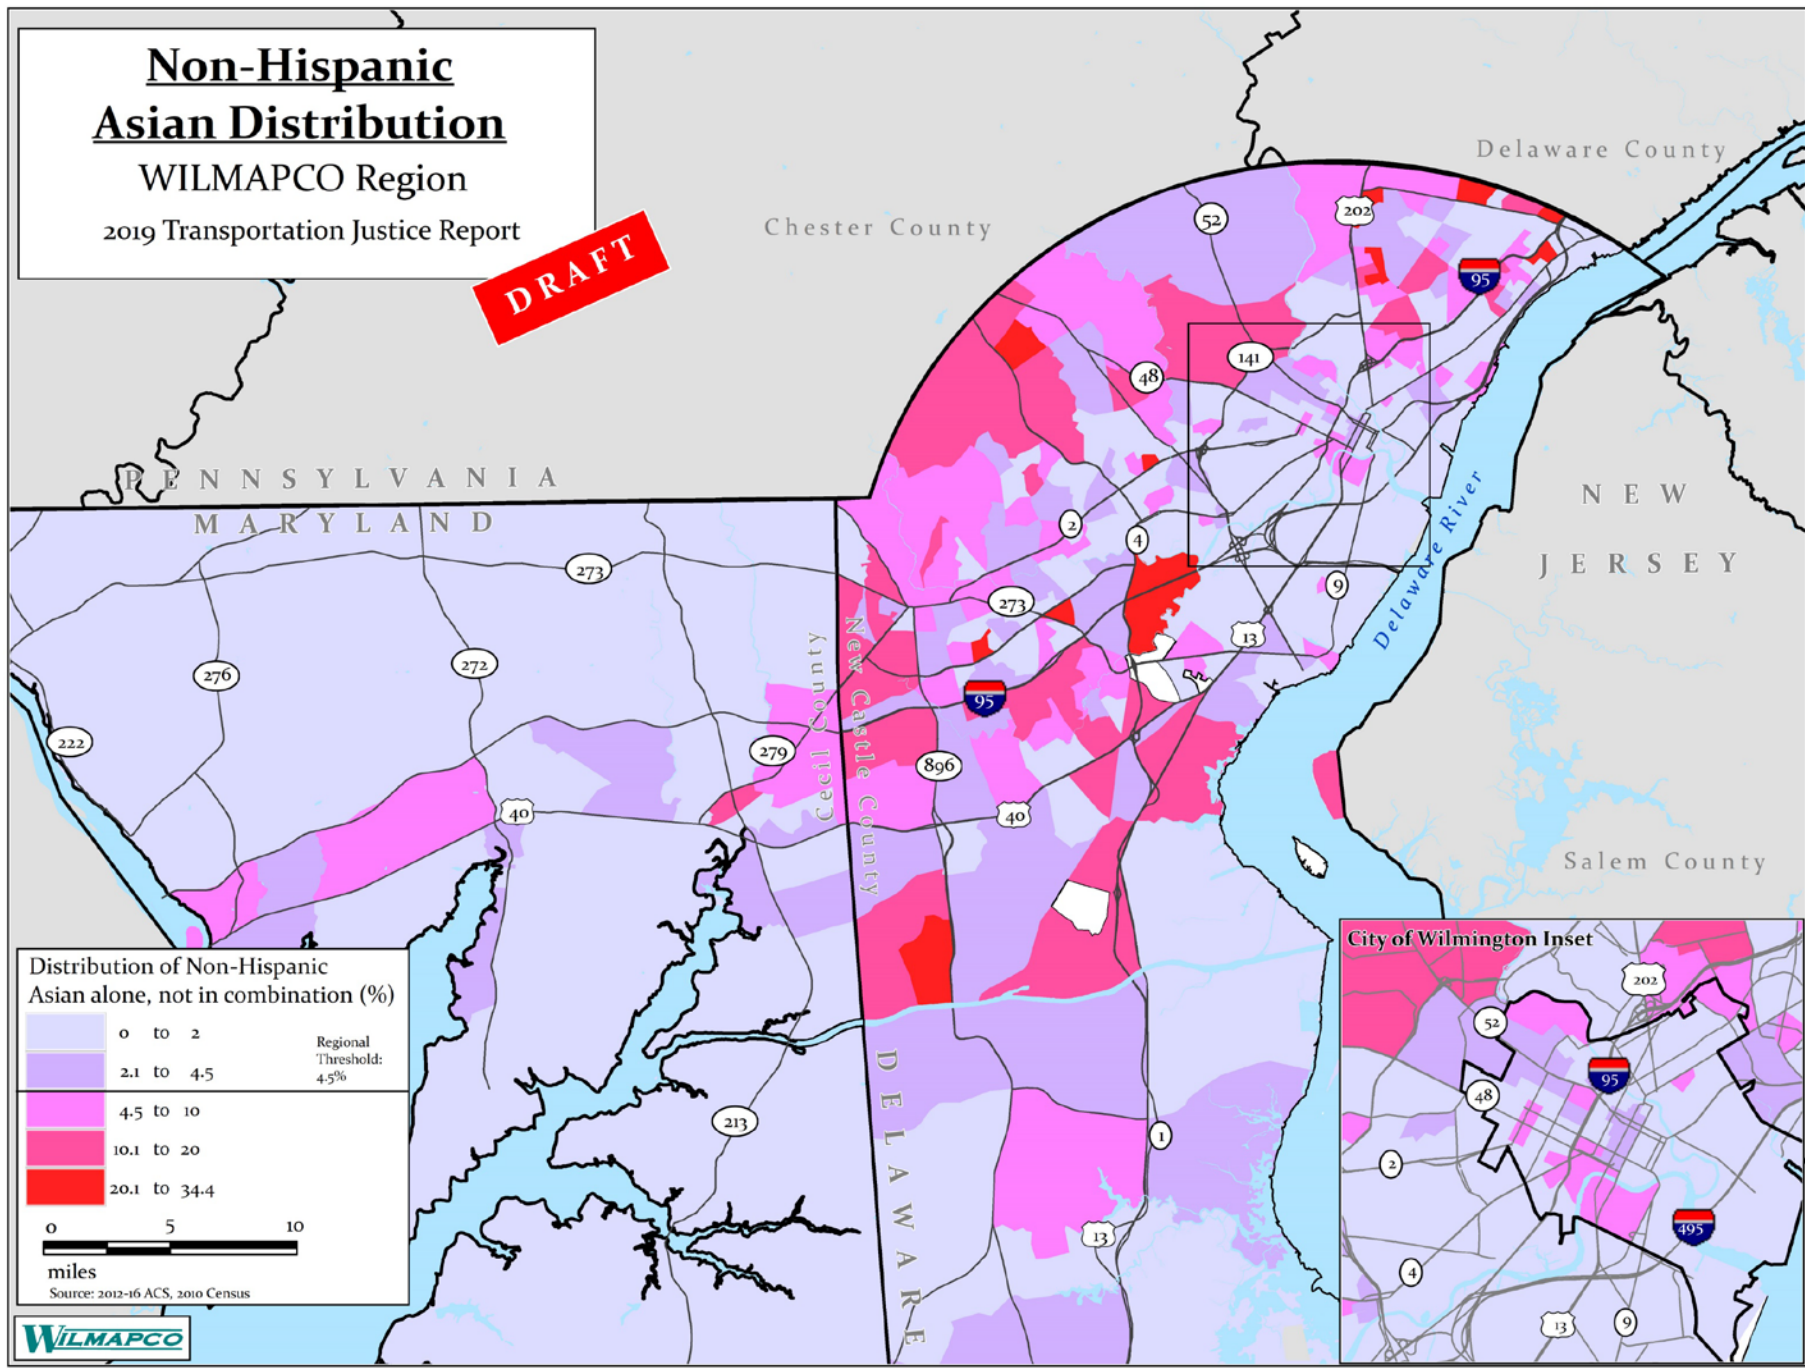 Non-Hispanic
Asian Distribution
WILMAPCO Region
2019 Transportation Justice Report
DRAFT
Delaware County
Chester County
52
202
95
141
48
PENNSYLVANIA
MARYLAND
NEW
JERSEY
Delaware River
2
4
273
273
9
13
276
272
Cecil County
New Castle County
95
222
279
896
40
40
Salem County
DELAWARE
213
1
13
City of Wilmington Inset
202
52
95
48
2
495
4
13
9
Distribution of Non-Hispanic
Asian alone, not in combination (%)
0 to 2
2.1 to 4.5
Regional
Threshold:
4.5%
4.5 to 10
10.1 to 20
20.1 to 34.4
0 5 10
miles
Source: 2012-16 ACS, 2010 Census
WILMAPCO